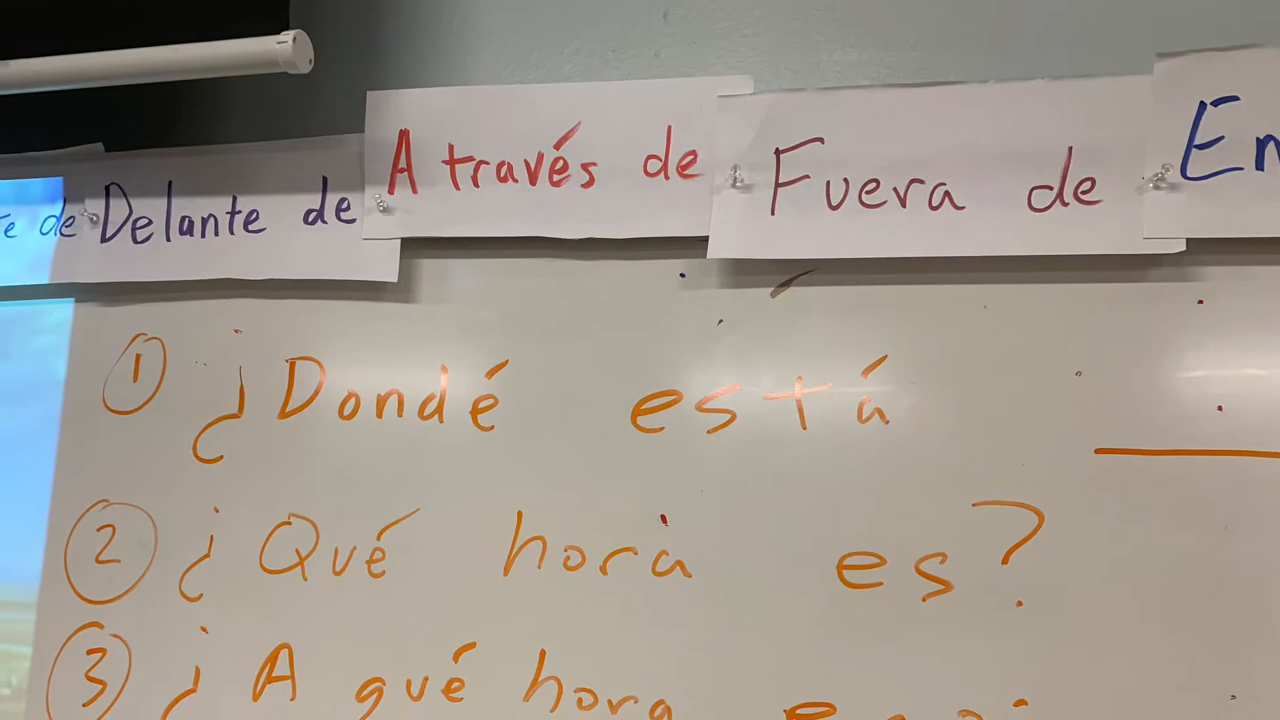 de
Delante de
A través de
Fuera de
En
① ¿Dondé está
② ¿Qué hora es?
③ ¿A qué hora